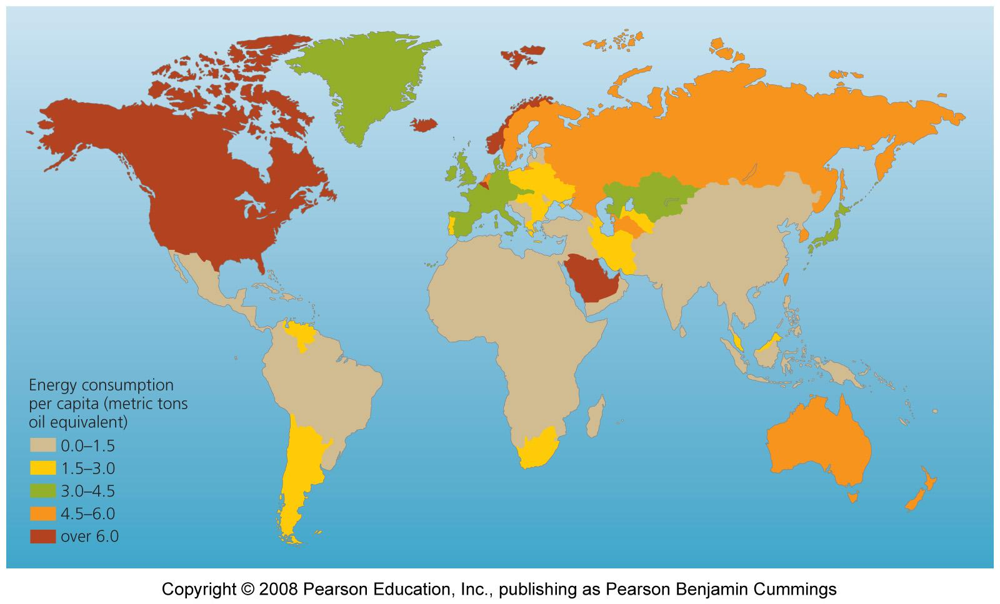 Energy consumption
per capita (metric tons
oil equivalent)
0.0–1.5
1.5–3.0
3.0–4.5
4.5–6.0
over 6.0
Copyright © 2008 Pearson Education, Inc., publishing as Pearson Benjamin Cummings